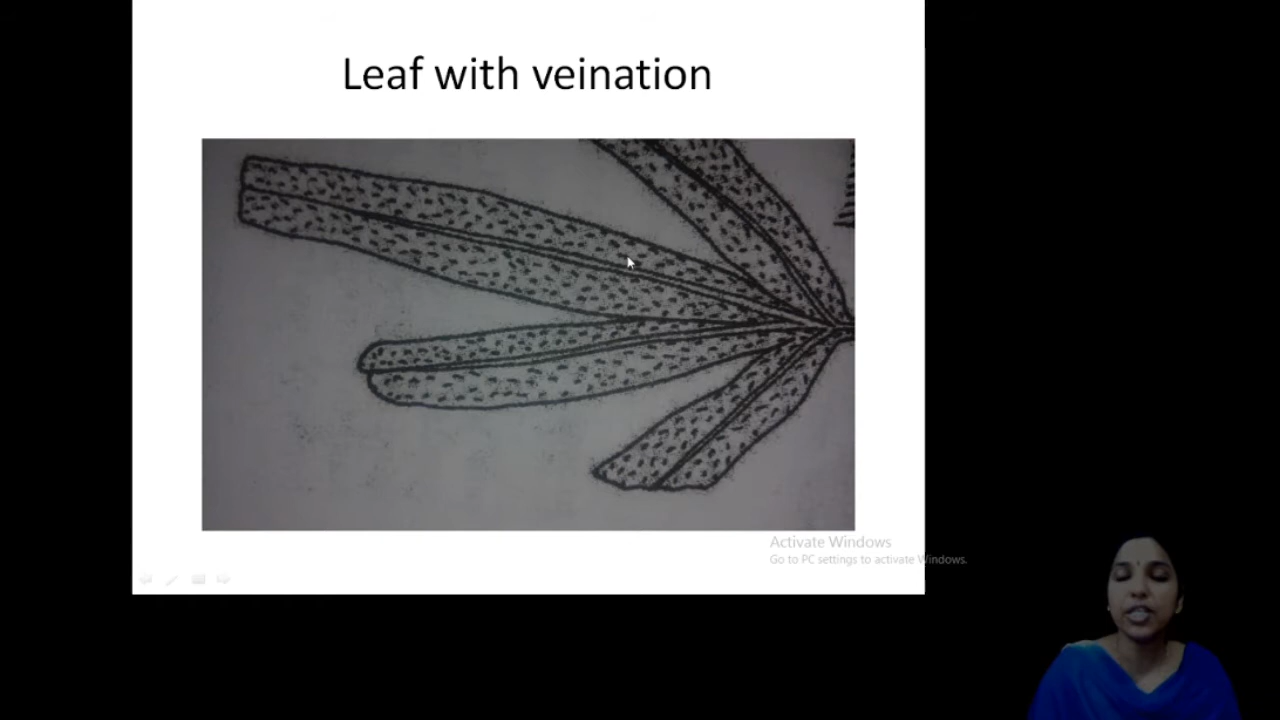 Leaf with veination
Activate Windows
Go to PC settings to activate Windows.